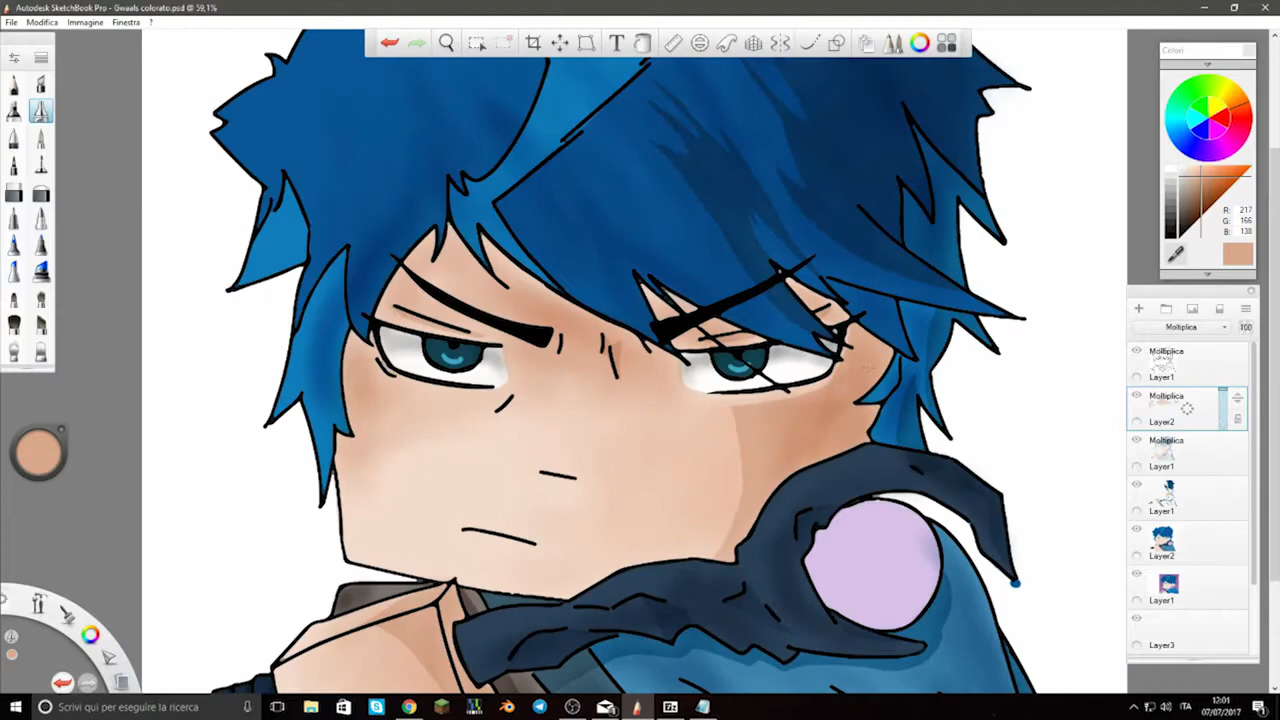 Autodesk SketchBook Pro - Gwaals colorato.psd @ 59,1%
File Modifica Immagine Finestra ?
Colori
R: 217
G: 166
B: 138
Moltiplica 100
Moltiplica
Layer1
Moltiplica
Layer2
Moltiplica
Layer1
Layer1
Layer2
Layer1
Layer3
Scrivi qui per eseguire la ricerca
ITA
12:01
07/07/2017